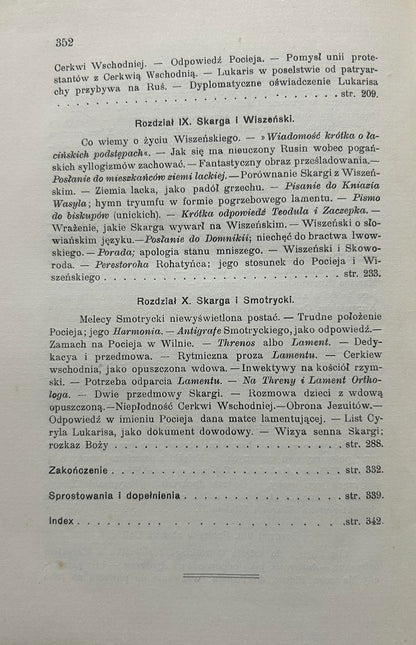 352
Cerkwi Wschodniej. — Odpowiedź Pocieja. — Pomysł unii prote-
stantów z Cerkwią Wschodnią. — Lukaris w poselstwie od patryar-
chy przybywa na Ruś. — Dyplomatyczne oświadczenie Lukarisa
. . . . . . . . . . . . . . . . . . . . . . . . . . . . . . str. 209.
Rozdział IX. Skarga i Wiszeński.
Co wiemy o życiu Wiszeńskiego. — »Wiadomość krótka o ła-
cińskich podstępach«. — Jak się ma nieuczony Rusin wobec pogań-
skich syllogizmów zachować. — Fantastyczny obraz prześladowania.—
Posłanie do mieszkańców ziemi lackiej.—Porównanie Skargi z Wiszeń-
skim. — Ziemia lacka, jako padół grzechu. — Pisanie do Kniazia
Wasyla; hymn tryumfu w formie pogrzebowego lamentu. — Pismo
do biskupów (unickich). — Krótka odpowiedź Teodula i Zaczepka. —
Wrażenie, jakie Skarga wywarł na Wiszeńskim. — Wiszeński o sło-
wiańskim języku.—Posłanie do Domnikii; niechęć do bractwa lwow-
skiego. — Porada; apologia stanu mniszego. — Wiszeński i Skowo-
roda. — Perestoroha Rohatyńca; jego stosunek do Pocieja i Wi-
szeńskiego . . . . . . . . . . . . . . . . . . . . . . str. 233.
Rozdział X. Skarga i Smotrycki.
Melecy Smotrycki niewyświetlona postać. — Trudne położenie
Pocieja; jego Harmonia. — Antigrafe Smotryckiego, jako odpowiedź.—
Zamach na Pocieja w Wilnie. — Threnos albo Lament. — Dedy-
kacya i przedmowa. — Rytmiczna proza Lamentu. — Cerkiew
wschodnia, jako opuszczona wdowa. — Inwektywy na kościół rzym-
ski. — Potrzeba odparcia Lamentu. — Na Threny i Lament Ortho-
loga. — Dwie przedmowy Skargi. — Rozmowa dzieci z wdową
opuszczoną.—Niepłodność Cerkwi Wschodniej.—Obrona Jezuitów.—
Odpowiedź w imieniu Pocieja dana matce lamentującej. — List Cy-
ryla Lukarisa, jako dokument dowodowy. — Wizya senna Skargi;
rozkaz Boży . . . . . . . . . . . . . . . . . . . . . . str. 288.
Zakończenie . . . . . . . . . . . . . . . . . . . . . . str. 332.
Sprostowania i dopełnienia . . . . . . . . . . . . . . . str. 339.
Index . . . . . . . . . . . . . . . . . . . . . . . . . .str. 342.